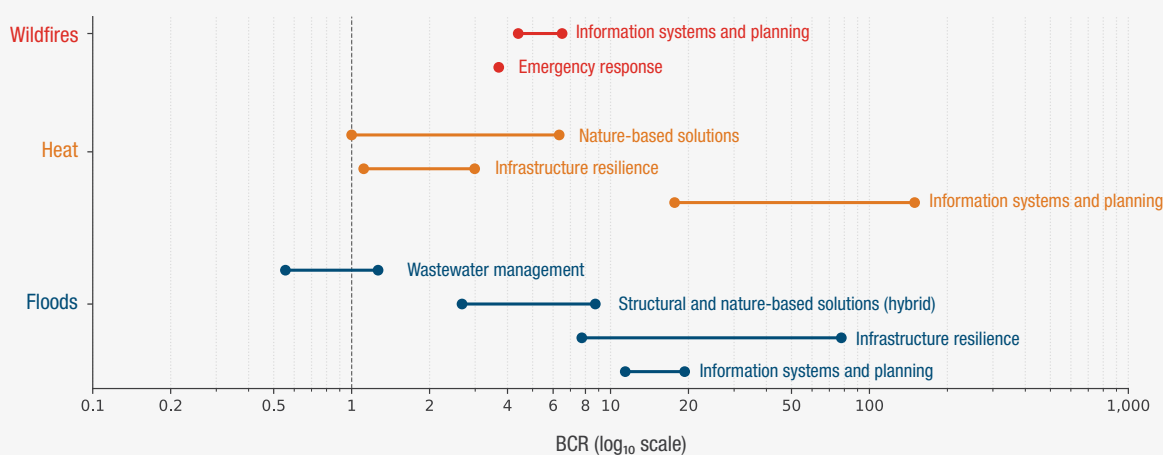 Wildfires
Information systems and planning
Emergency response
Heat
Nature-based solutions
Infrastructure resilience
Information systems and planning
Floods
Wastewater management
Structural and nature-based solutions (hybrid)
Infrastructure resilience
Information systems and planning
0.1 0.2 0.5 1 2 4 6 8 10 20 50 100 1,000
BCR (log₁₀ scale)